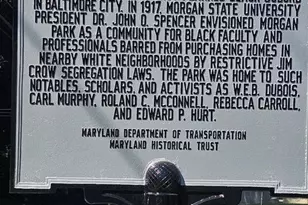 IN BALTIMORE CITY. IN 1917, MORGAN STATE UNIVERSITY
PRESIDENT DR. JOHN O. SPENCER ENVISIONED MORGAN
PARK AS A COMMUNITY FOR BLACK FACULTY AND
PROFESSIONALS BARRED FROM PURCHASING HOMES IN
NEARBY WHITE NEIGHBORHOODS BY RESTRICTIVE JIM
CROW SEGREGATION LAWS. THE PARK WAS HOME TO SUCH
NOTABLES, SCHOLARS, AND ACTIVISTS AS W.E.B. DUBOIS,
CARL MURPHY, ROLAND C. MCCONNELL, REBECCA CARROLL,
AND EDWARD P. HURT.
MARYLAND DEPARTMENT OF TRANSPORTATION
MARYLAND HISTORICAL TRUST